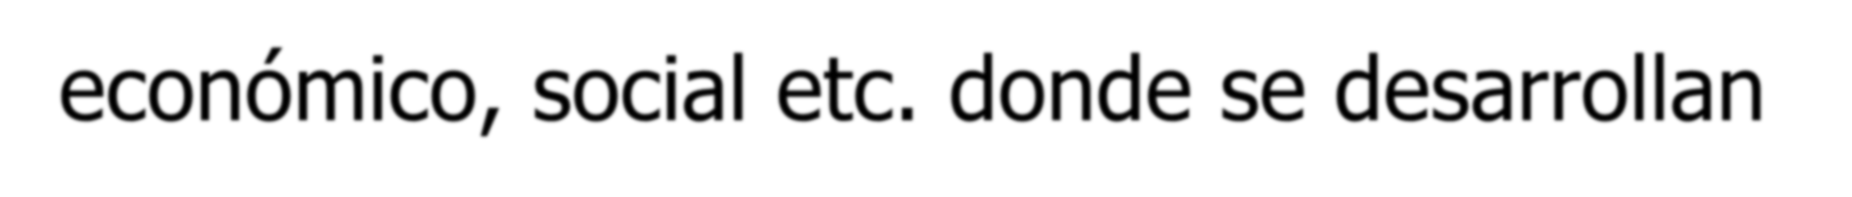 económico, social etc. donde se desarrollan